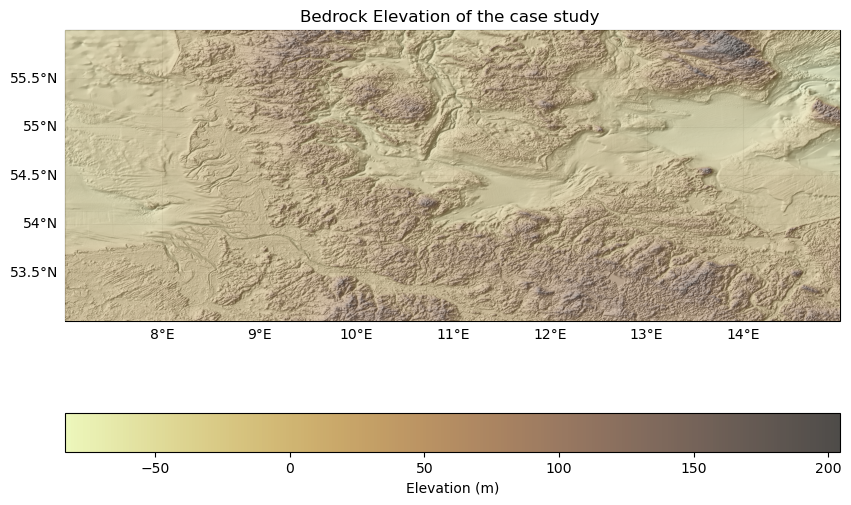 Bedrock Elevation of the case study
55.5°N
55°N
54.5°N
54°N
53.5°N
8°E 9°E 10°E 11°E 12°E 13°E 14°E
−50 0 50 100 150 200
Elevation (m)